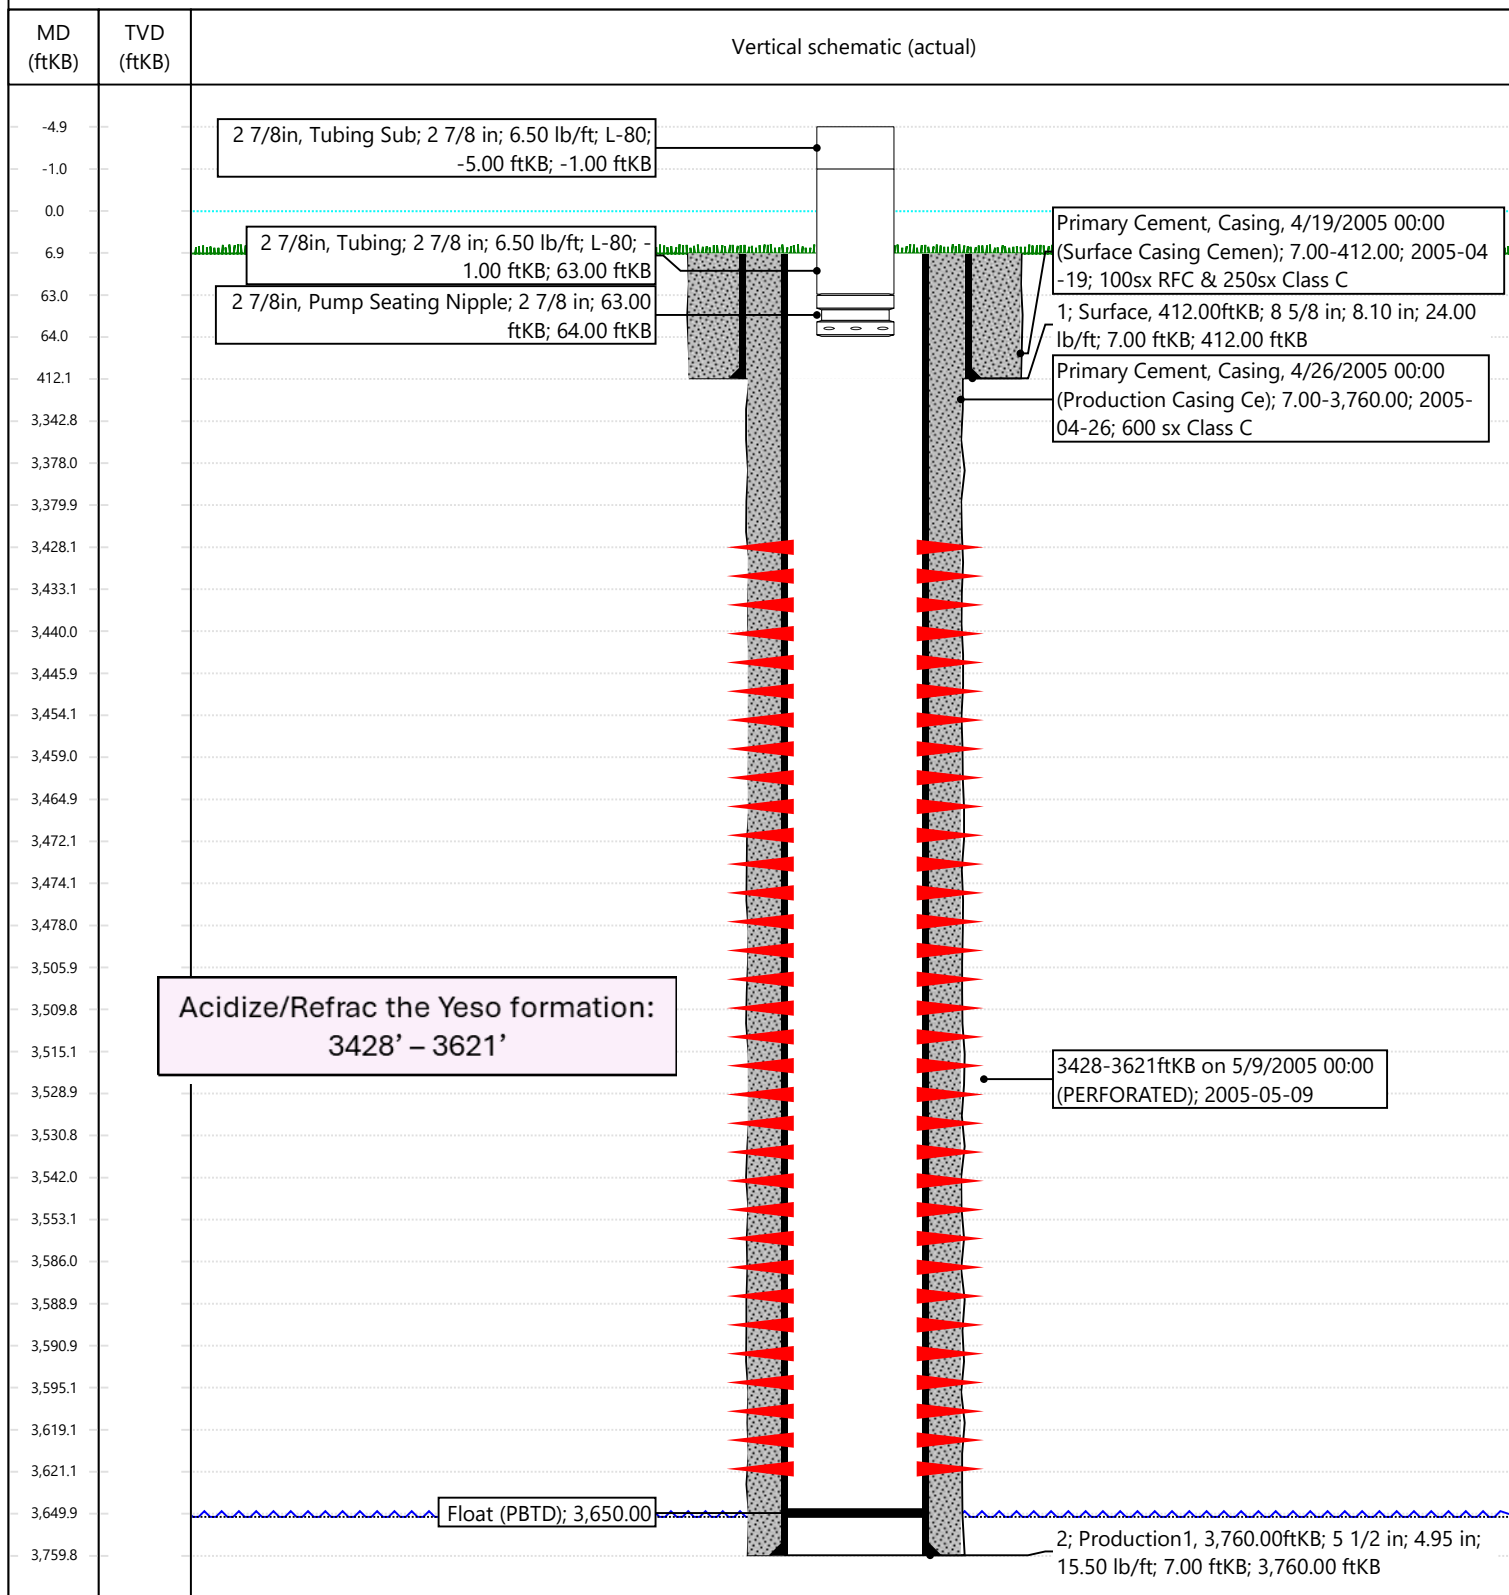 MD
(ftKB)
TVD
(ftKB)
Vertical schematic (actual)
-4.9
-1.0
0.0
6.9
63.0
64.0
412.1
3,342.8
3,378.0
3,379.9
3,428.1
3,433.1
3,440.0
3,445.9
3,454.1
3,459.0
3,464.9
3,472.1
3,474.1
3,478.0
3,505.9
3,509.8
3,515.1
3,528.9
3,530.8
3,542.0
3,553.1
3,586.0
3,588.9
3,590.9
3,595.1
3,619.1
3,621.1
3,649.9
3,759.8
2 7/8in, Tubing Sub; 2 7/8 in; 6.50 lb/ft; L-80;
-5.00 ftKB; -1.00 ftKB
2 7/8in, Tubing; 2 7/8 in; 6.50 lb/ft; L-80; -
1.00 ftKB; 63.00 ftKB
2 7/8in, Pump Seating Nipple; 2 7/8 in; 63.00
ftKB; 64.00 ftKB
Primary Cement, Casing, 4/19/2005 00:00
(Surface Casing Cemen); 7.00-412.00; 2005-04
-19; 100sx RFC & 250sx Class C
1; Surface, 412.00ftKB; 8 5/8 in; 8.10 in; 24.00
lb/ft; 7.00 ftKB; 412.00 ftKB
Primary Cement, Casing, 4/26/2005 00:00
(Production Casing Ce); 7.00-3,760.00; 2005-
04-26; 600 sx Class C
Acidize/Refrac the Yeso formation:
3428’ – 3621’
3428-3621ftKB on 5/9/2005 00:00
(PERFORATED); 2005-05-09
Float (PBTD); 3,650.00
2; Production1, 3,760.00ftKB; 5 1/2 in; 4.95 in;
15.50 lb/ft; 7.00 ftKB; 3,760.00 ftKB